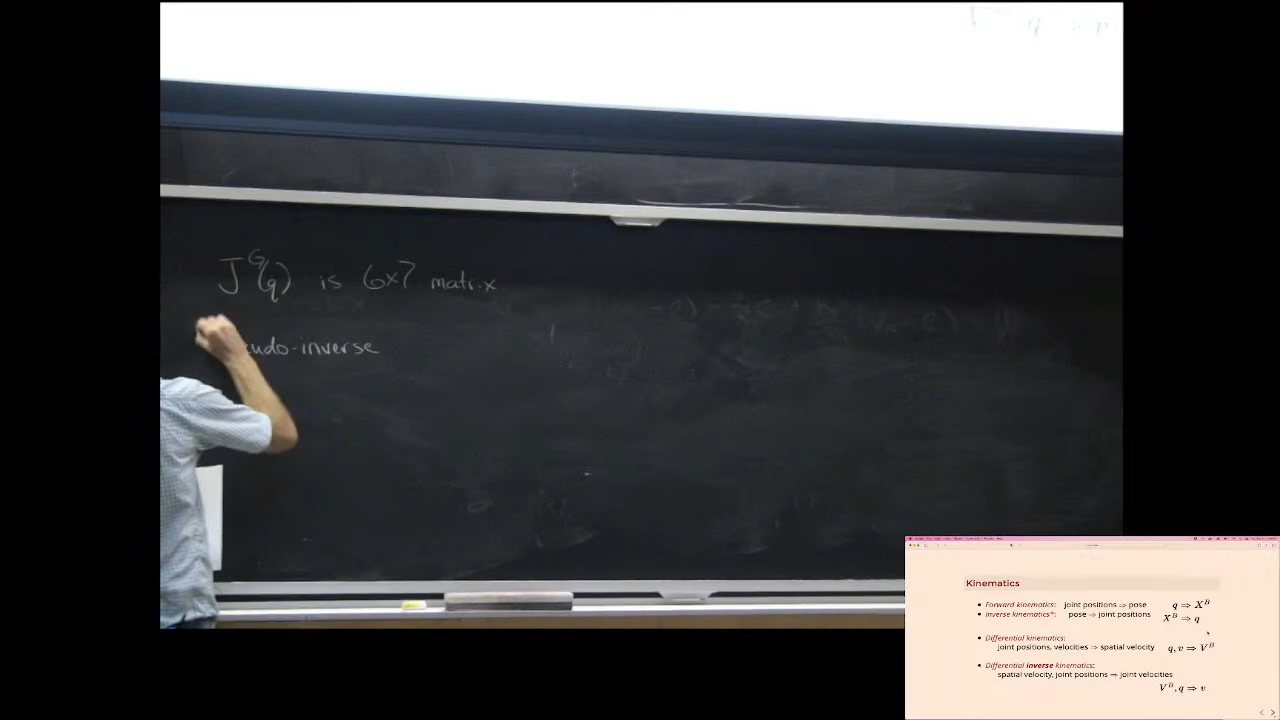 J^G(q) is 6x7 matrix
udo-inverse
Kinematics
• Forward kinematics: joint positions ⇒ pose q ⇒ X^B
• Inverse kinematics*: pose ⇒ joint positions X^B ⇒ q
• Differential kinematics:
joint positions, velocities ⇒ spatial velocity q, v ⇒ V^B
• Differential inverse kinematics:
spatial velocity, joint positions ⇒ joint velocities
V^B, q ⇒ v